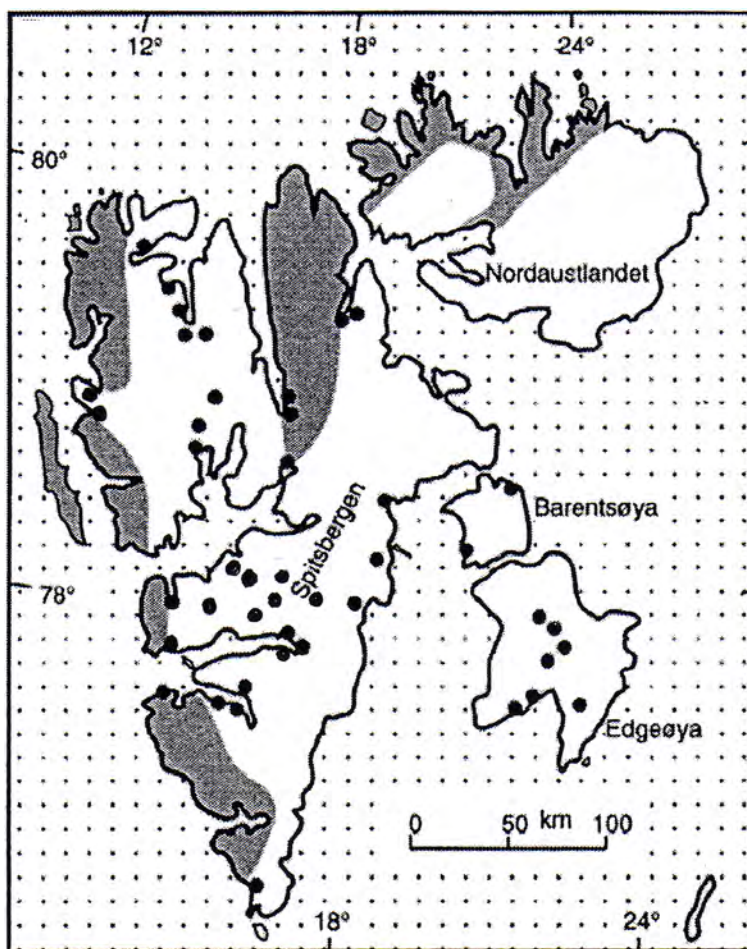 12° 18° 24°
80°
Nordaustlandet
Spitsbergen
Barentsøya
78°
Edgeøya
0 50 km 100
18° 24°